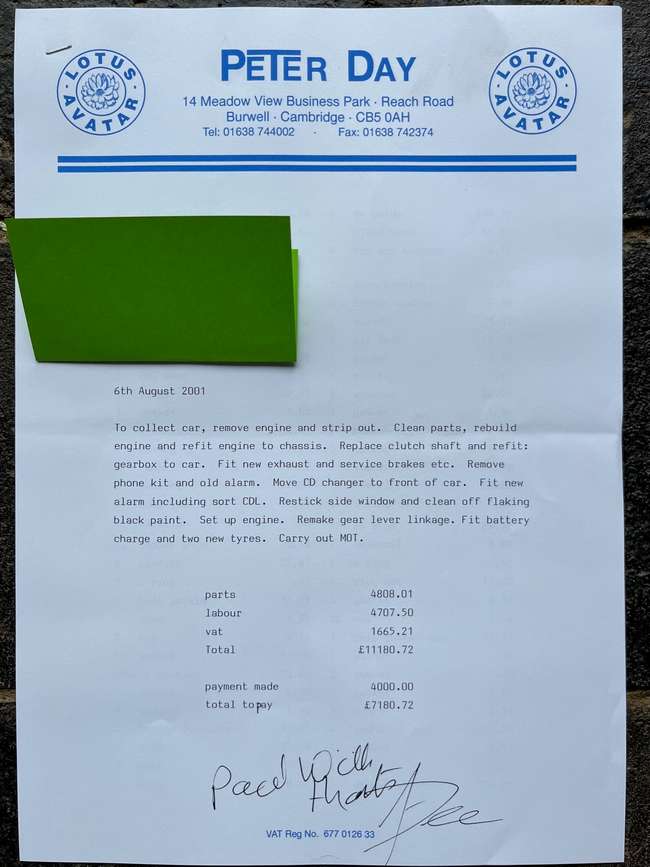 LOTUS AVATAR
PETER DAY
LOTUS AVATAR
14 Meadow View Business Park · Reach Road
Burwell · Cambridge · CB5 0AH
Tel: 01638 744002 · Fax: 01638 742374
6th August 2001
To collect car, remove engine and strip out. Clean parts, rebuild
engine and refit engine to chassis. Replace clutch shaft and refit:
gearbox to car. Fit new exhaust and service brakes etc. Remove
phone kit and old alarm. Move CD changer to front of car. Fit new
alarm including sort CDL. Restick side window and clean off flaking
black paint. Set up engine. Remake gear lever linkage. Fit battery
charge and two new tyres. Carry out MOT.
parts 4808.01
labour 4707.50
vat 1665.21
Total £11180.72
payment made 4000.00
total to pay £7180.72
Paid With
thanks
VAT Reg No. 677 0126 33